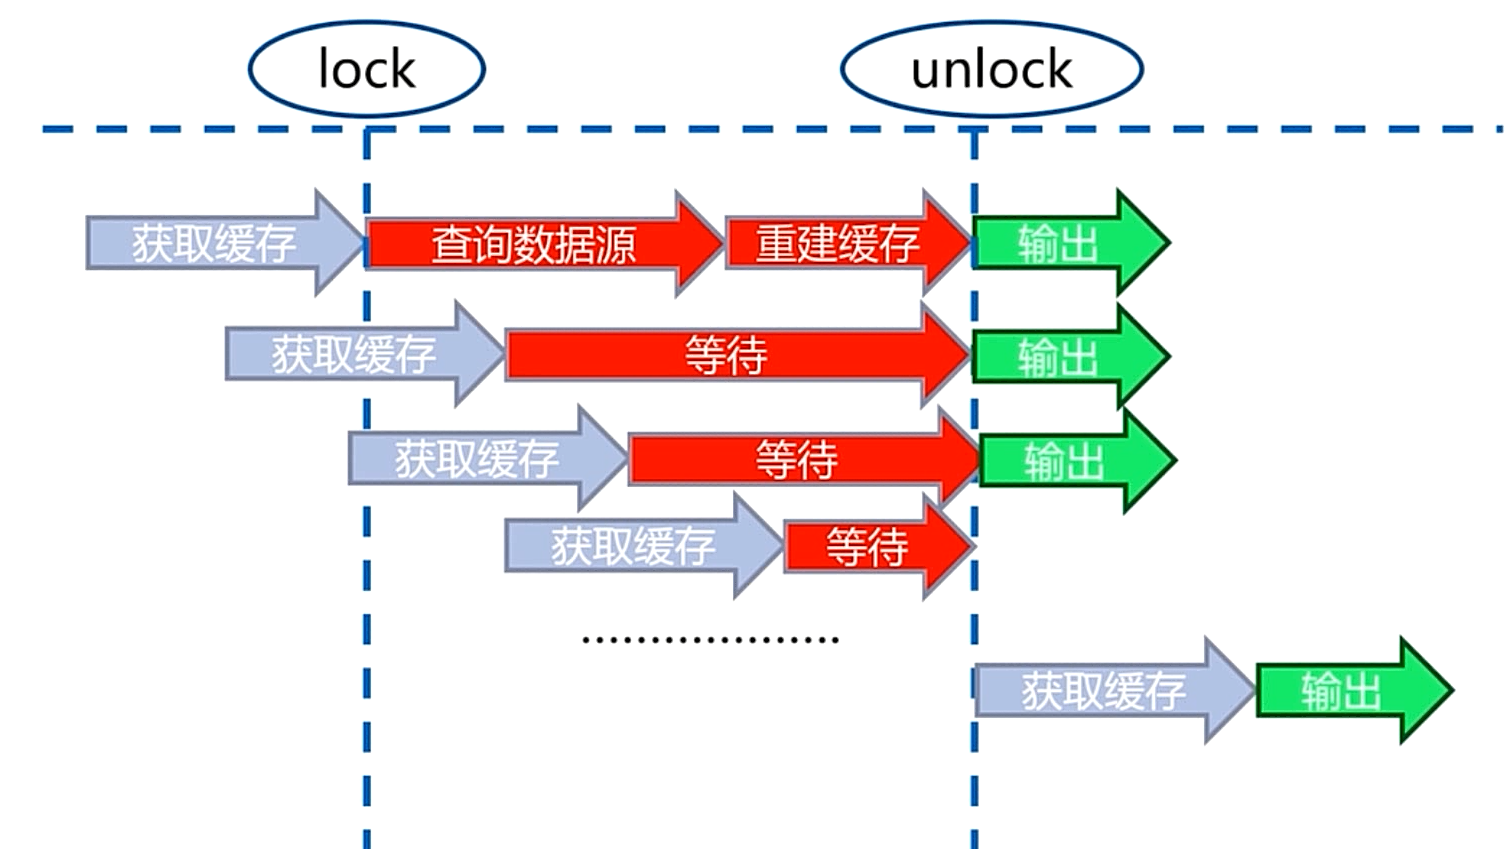 lock
unlock
获取缓存
查询数据源
重建缓存
输出
获取缓存
等待
输出
获取缓存
等待
输出
获取缓存
等待
...................
获取缓存
输出